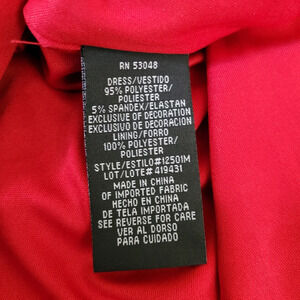 RN 53048
DRESS/VESTIDO
95% POLYESTER/
POLIESTER
5% SPANDEX/ELASTAN
EXCLUSIVE OF DECORATION
EXCLUSIVO DE DECORACION
LINING/FORRO
100% POLYESTER/
POLIESTER
STYLE/ESTILO#12501M
LOT/LOTE# 419431
MADE IN CHINA
OF IMPORTED FABRIC
HECHO EN CHINA
DE TELA IMPORTADA
SEE REVERSE FOR CARE
VER AL DORSO
PARA CUIDADO